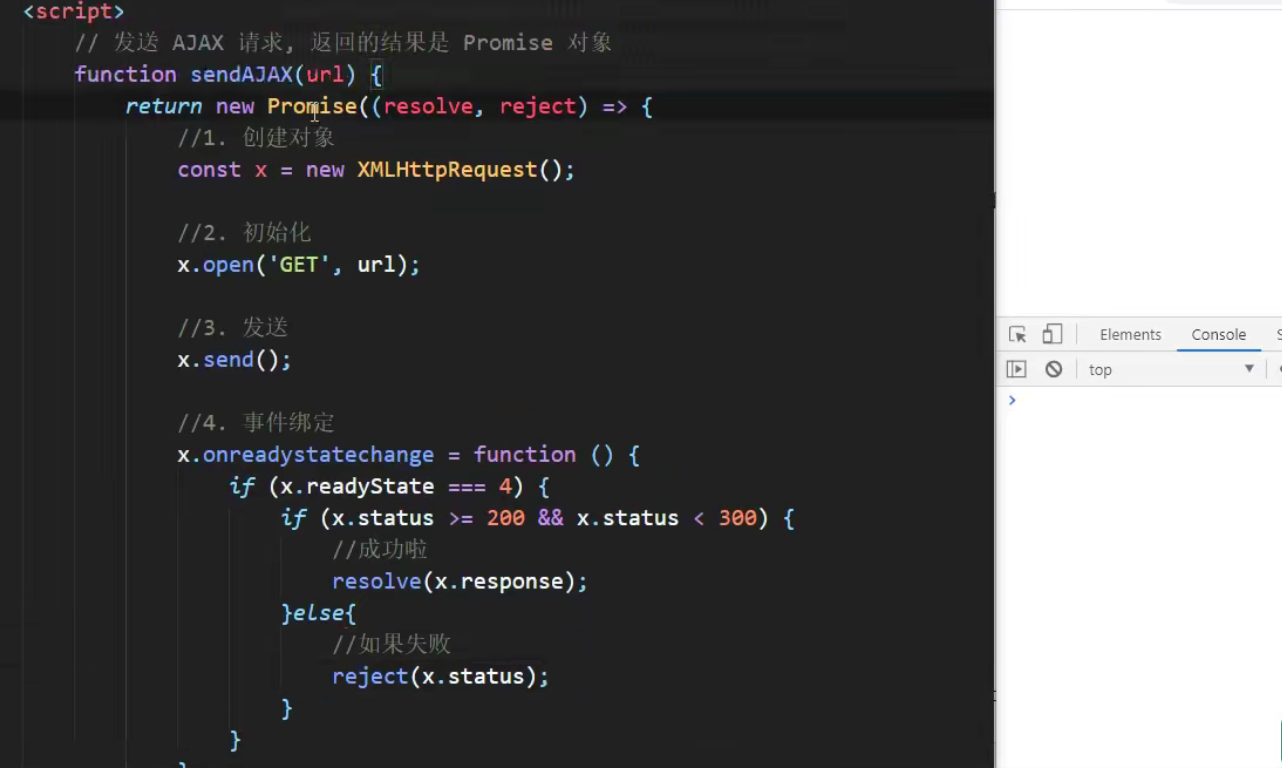 <script>
// 发送 AJAX 请求, 返回的结果是 Promise 对象
function sendAJAX(url) {
return new Promise((resolve, reject) => {
//1. 创建对象
const x = new XMLHttpRequest();
//2. 初始化
x.open('GET', url);
//3. 发送
x.send();
//4. 事件绑定
x.onreadystatechange = function () {
if (x.readyState === 4) {
if (x.status >= 200 && x.status < 300) {
//成功啦
resolve(x.response);
}else{
//如果失败
reject(x.status);
}
}
Elements Console
top